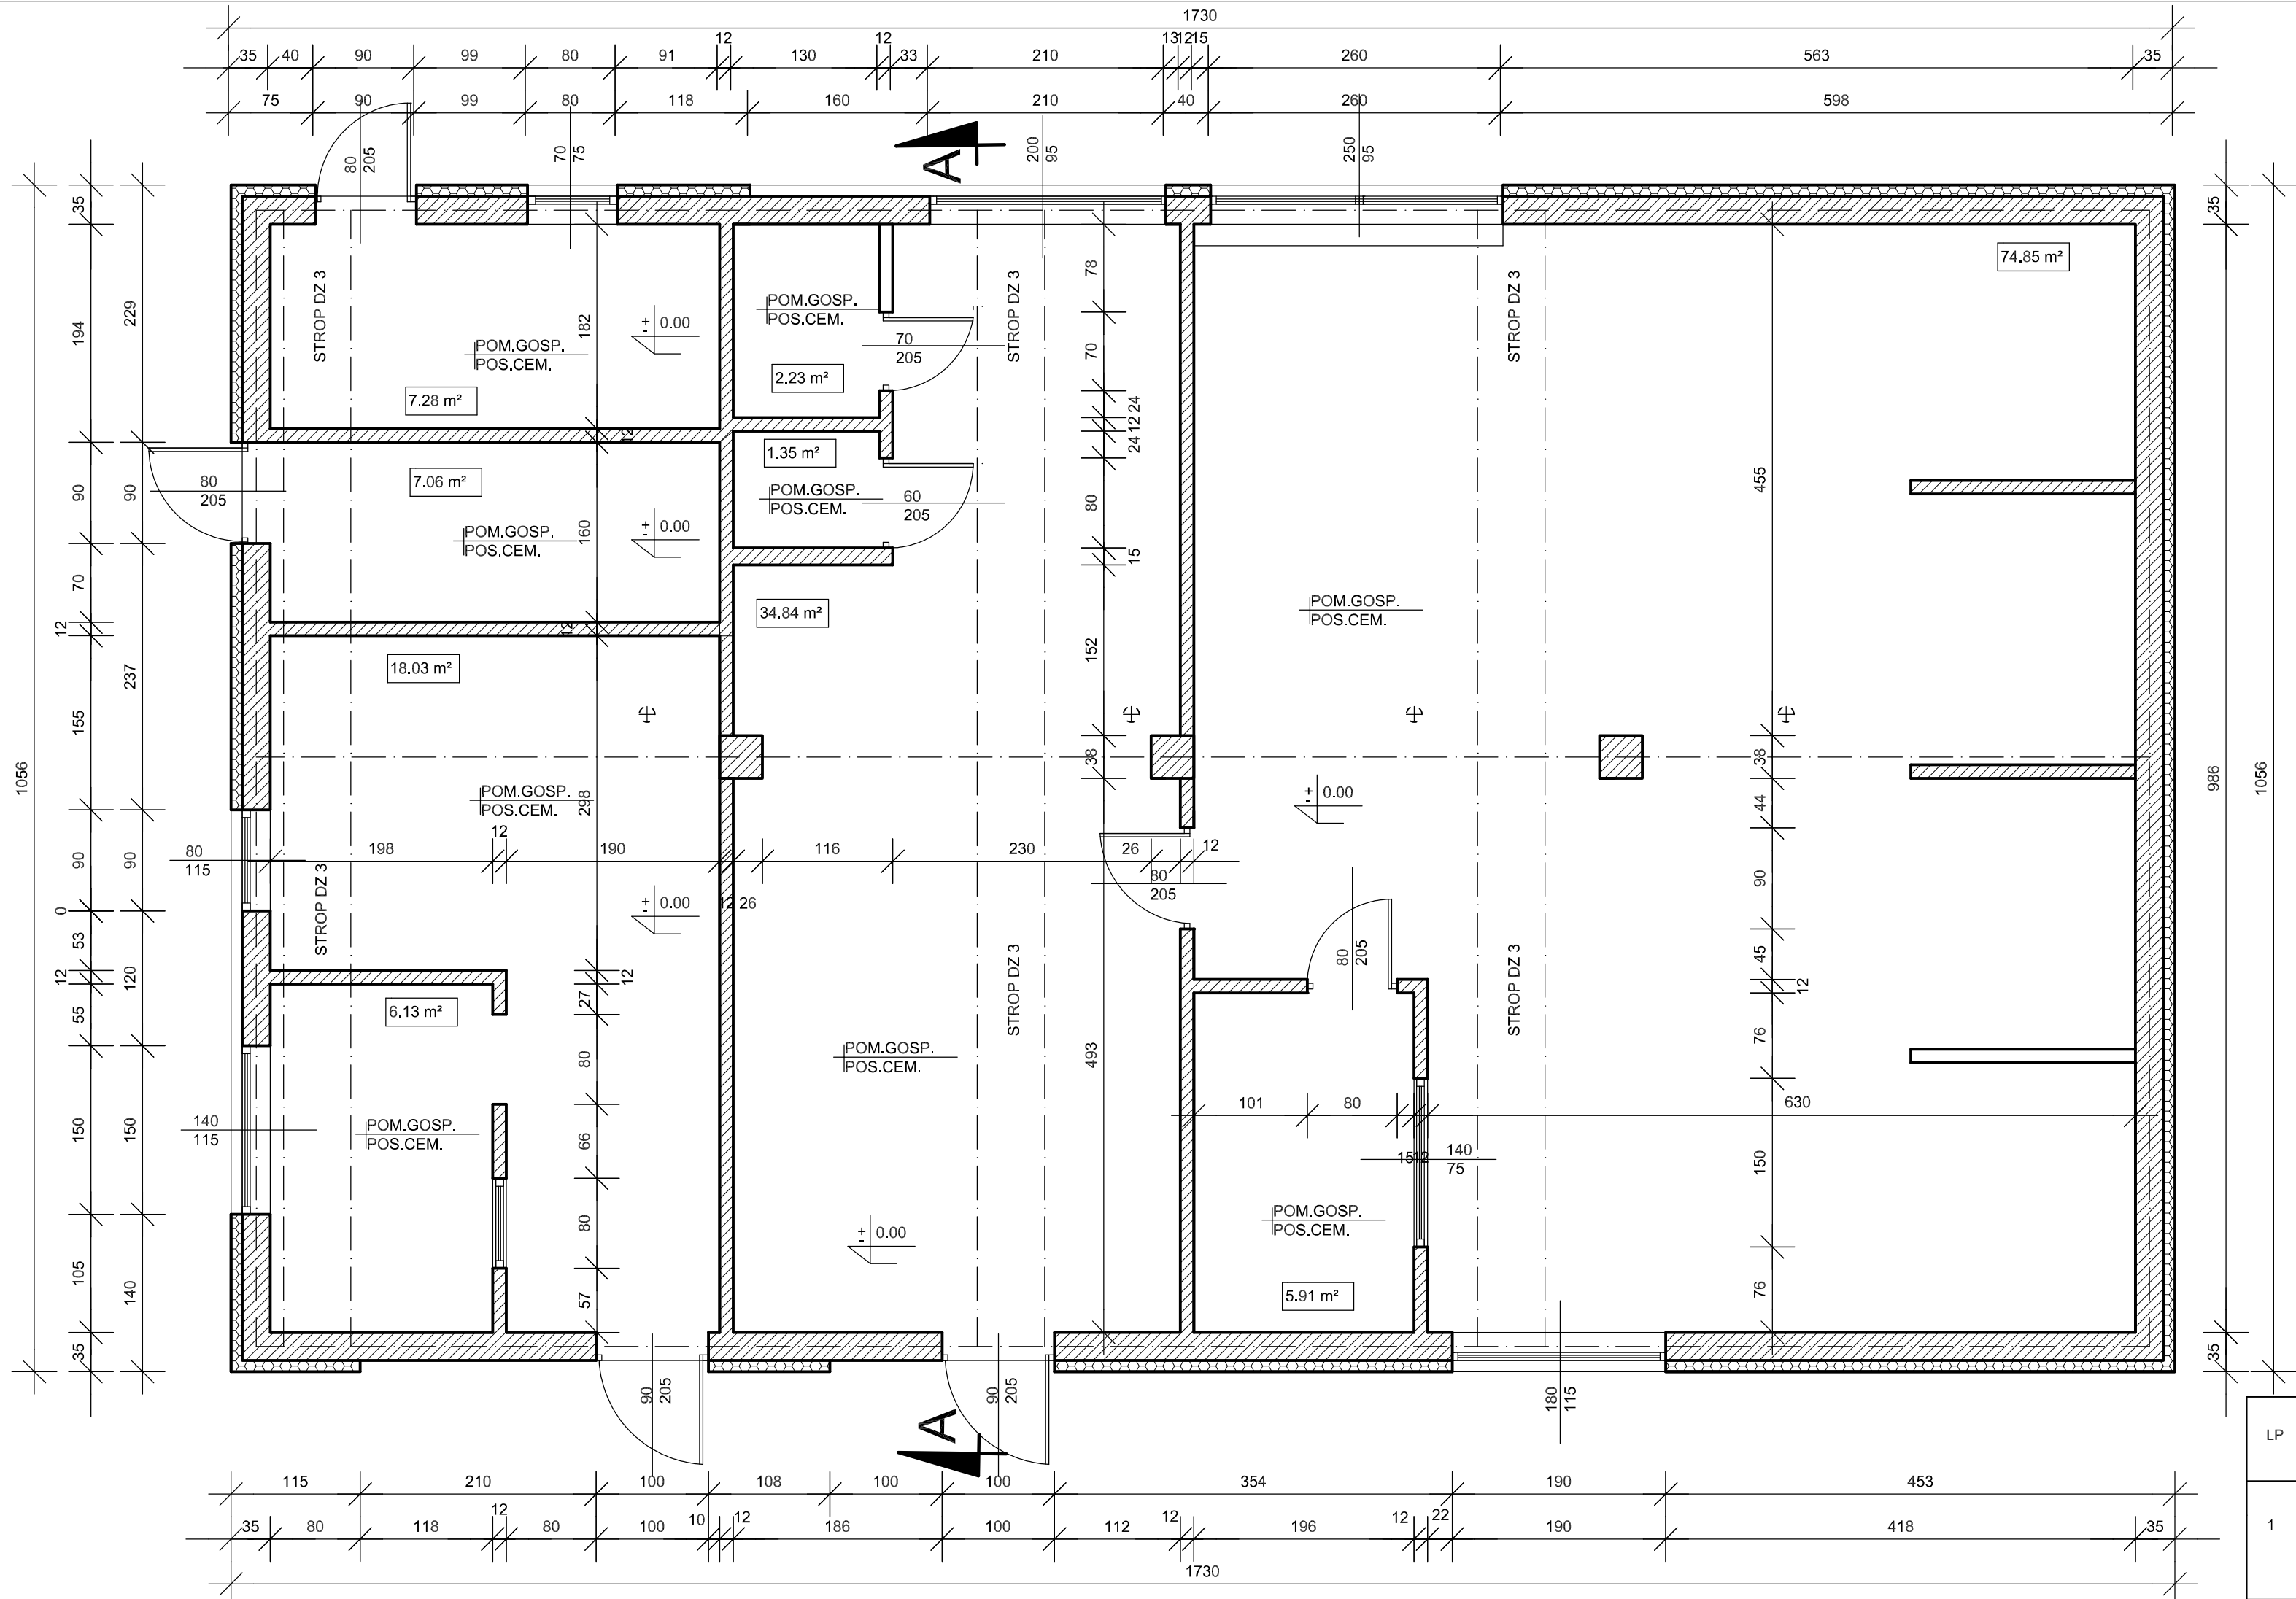 1730
35 40 90 99 80 91 12 130 12 33 210 13 12 15 260 563 35
75 90 99 80 118 160 210 40 260 598
80
205
70
75
A
200
95
250
95
1056
35
194
90
70
12
155
90
0
53
12
55
150
105
35
229
90
237
90
120
150
140
STROP DZ 3
POM.GOSP.
POS.CEM.
182
+
- 0.00
7.28 m²
12
POM.GOSP.
POS.CEM.
2.23 m²
70
205
STROP DZ 3
78
70
24
12
24
80
15
152
38
493
STROP DZ 3
74.85 m²
35
986
1056
35
80
205
7.06 m²
POM.GOSP.
POS.CEM.
160
+
- 0.00
12
1.35 m²
POM.GOSP.
POS.CEM.
60
205
455
38
44
90
45
12
76
150
76
34.84 m²
POM.GOSP.
POS.CEM.
18.03 m²
POM.GOSP.
POS.CEM.
298
+
- 0.00
80
115
198 12 190 116 230 26 12
12 26
80
205
STROP DZ 3
+
- 0.00
80
205
6.13 m²
12
27
80
66
80
57
STROP DZ 3
STROP DZ 3
POM.GOSP.
POS.CEM.
101 80 630
15 12
140
75
140
115
POM.GOSP.
POS.CEM.
POM.GOSP.
POS.CEM.
+
- 0.00
5.91 m²
90
205
A
90
205
180
115
LP
1
115 210 100 108 100 100 354 190 453
35 80 118 12 80 100 10 12 186 100 112 12 196 12 22 190 418 35
1730